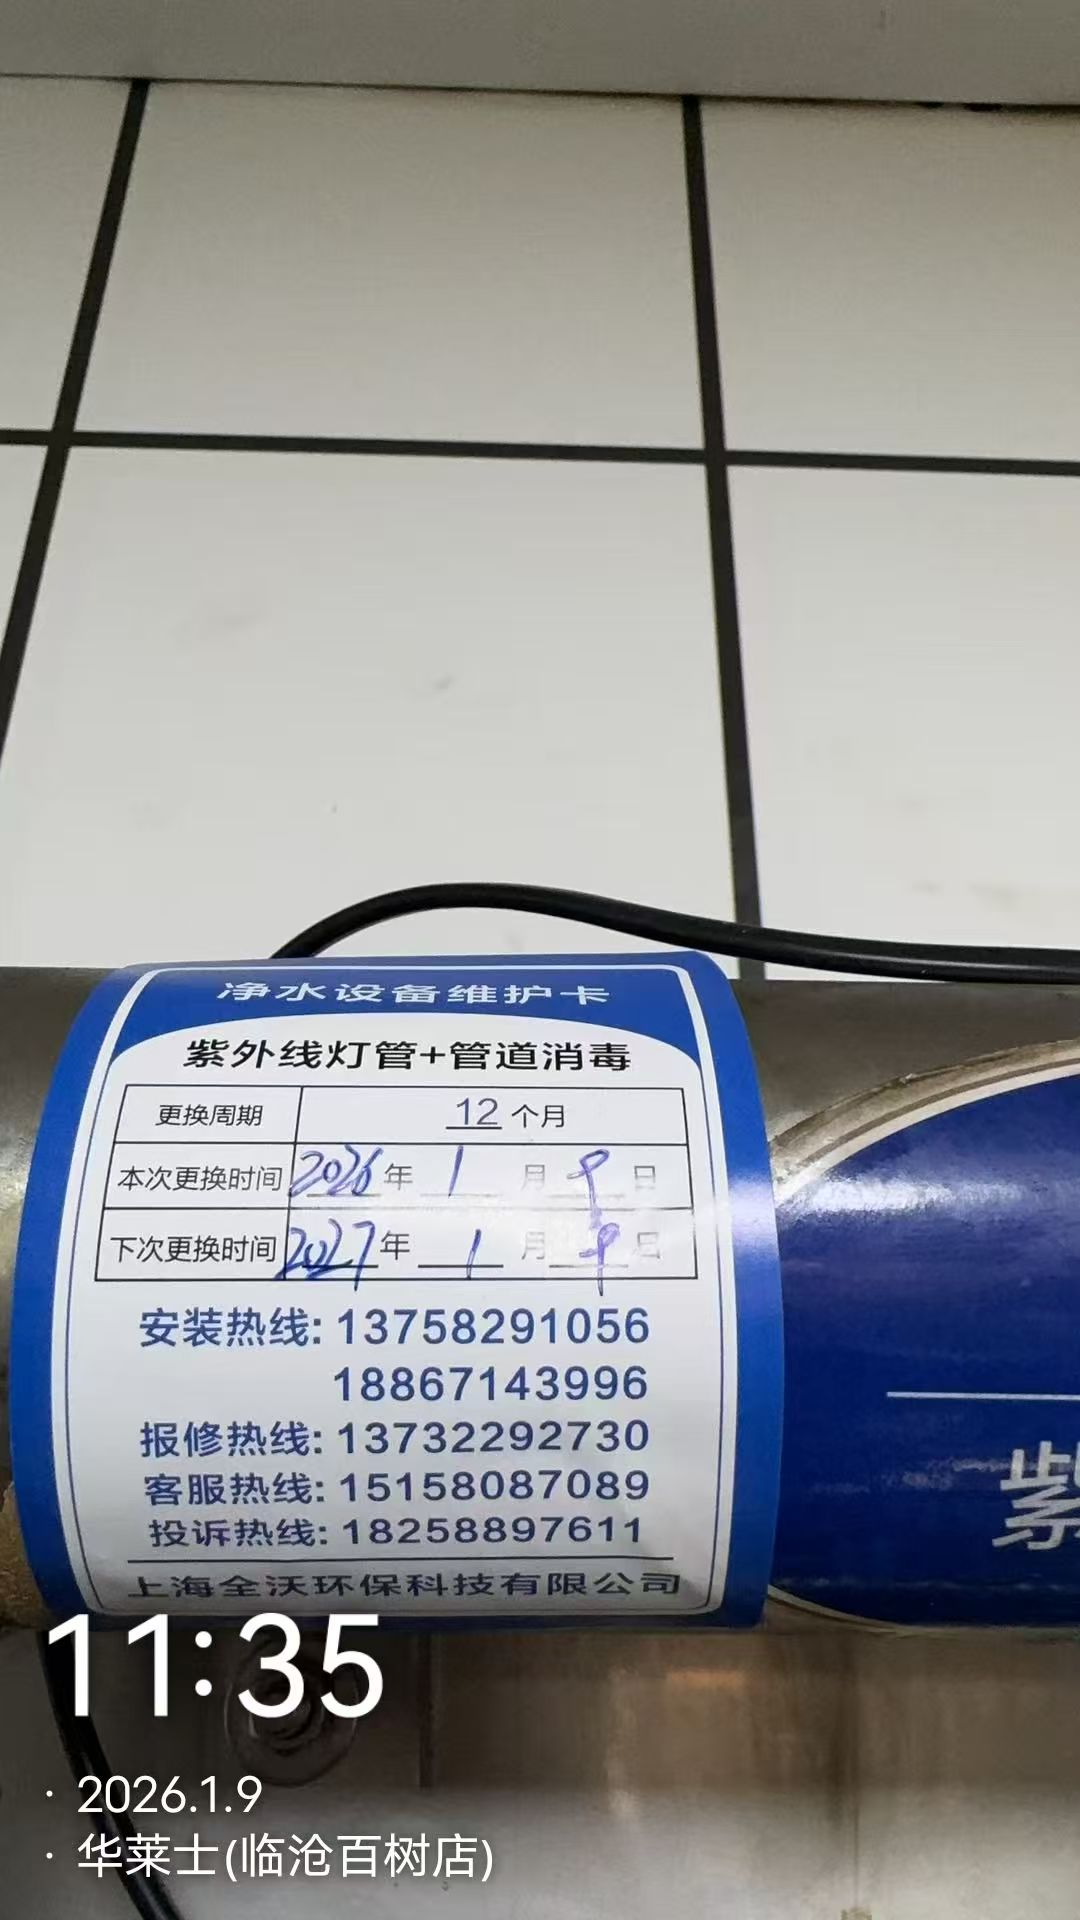 净水设备维护卡
紫外线灯管+管道消毒
更换周期 12 个月
本次更换时间 2026 年 1 月 9 日
下次更换时间 2027 年 1 月 9 日
安装热线: 13758291056
18867143996
报修热线: 13732292730
客服热线: 15158087089
投诉热线: 18258897611
上海全沃环保科技有限公司
紫
11:35
· 2026.1.9
· 华莱士(临沧百树店)